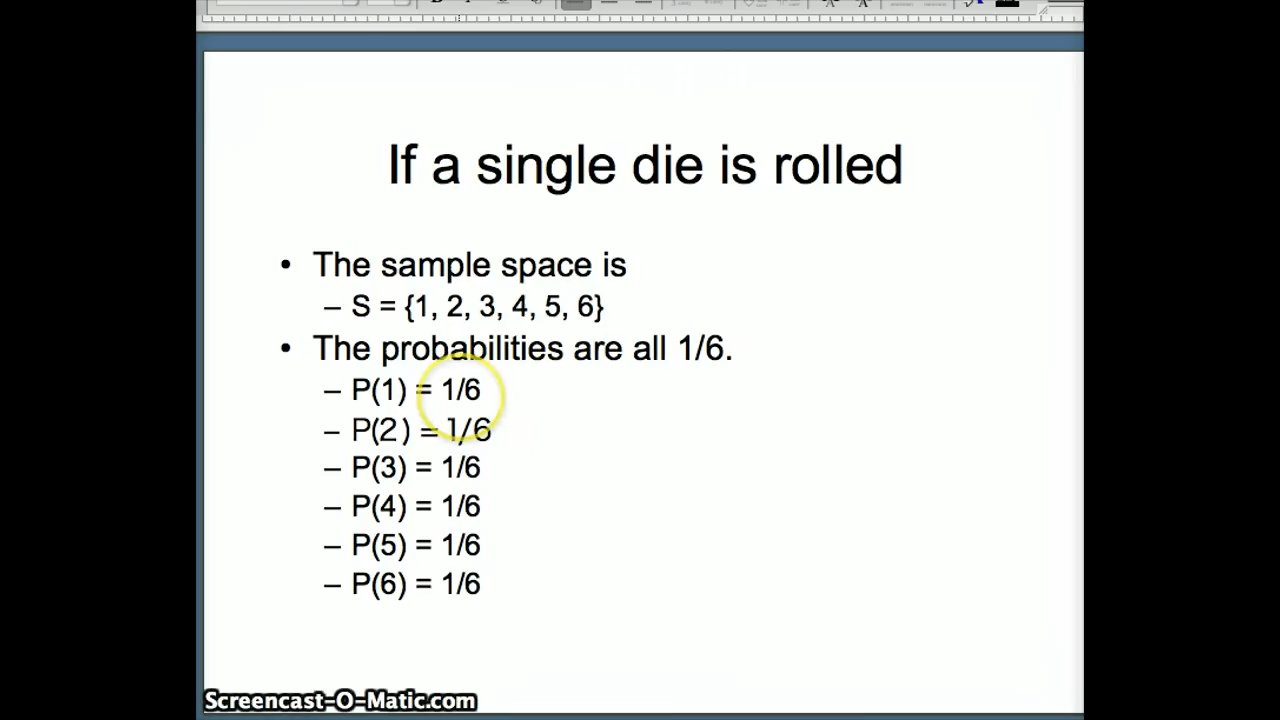 If a single die is rolled
• The sample space is
– S = {1, 2, 3, 4, 5, 6}
• The probabilities are all 1/6.
– P(1) = 1/6
– P(2) = 1/6
– P(3) = 1/6
– P(4) = 1/6
– P(5) = 1/6
– P(6) = 1/6
Screencast-O-Matic.com